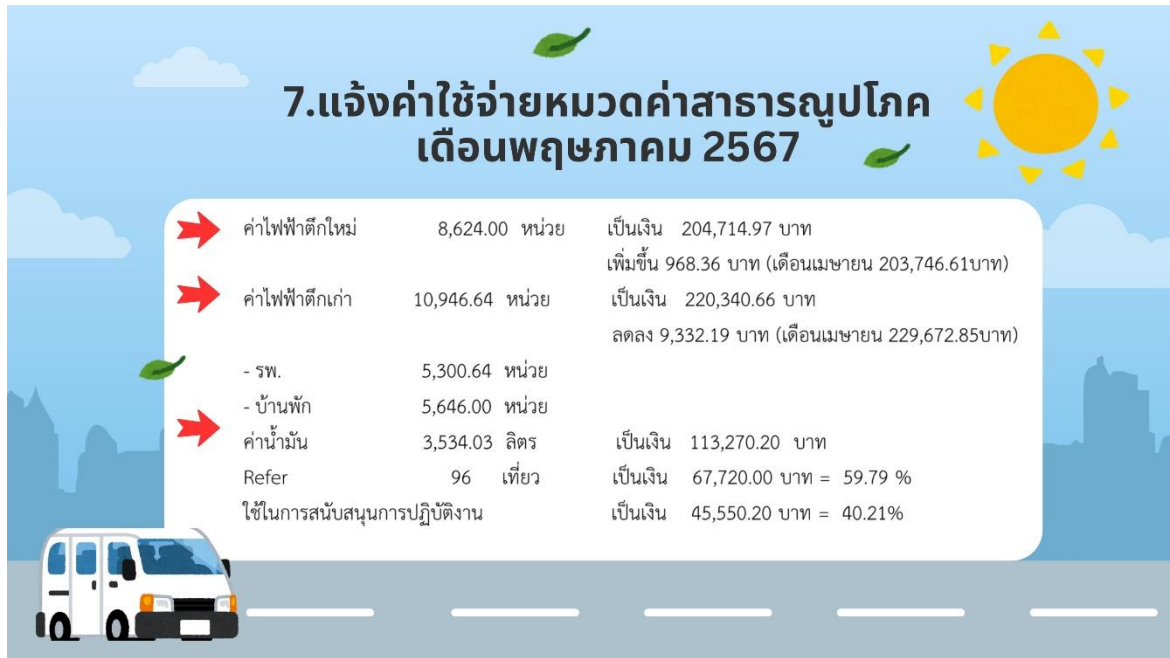 7.แจ้งค่าใช้จ่ายหมวดค่าสาธารณูปโภค
เดือนพฤษภาคม 2567
ค่าไฟฟ้าตึกใหม่ 8,624.00 หน่วย เป็นเงิน 204,714.97 บาท
เพิ่มขึ้น 968.36 บาท (เดือนเมษายน 203,746.61บาท)
ค่าไฟฟ้าตึกเก่า 10,946.64 หน่วย เป็นเงิน 220,340.66 บาท
ลดลง 9,332.19 บาท (เดือนเมษายน 229,672.85บาท)
- รพ. 5,300.64 หน่วย
- บ้านพัก 5,646.00 หน่วย
ค่าน้ำมัน 3,534.03 ลิตร เป็นเงิน 113,270.20 บาท
Refer 96 เที่ยว เป็นเงิน 67,720.00 บาท = 59.79 %
ใช้ในการสนับสนุนการปฏิบัติงาน เป็นเงิน 45,550.20 บาท = 40.21%